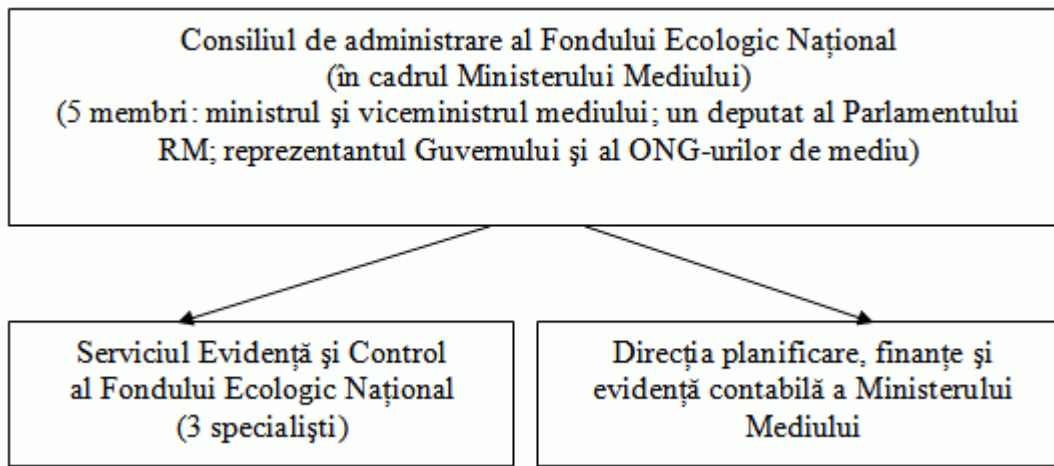 Consiliul de administrare al Fondului Ecologic Național
(în cadrul Ministerului Mediului)
(5 membri: ministrul şi viceministrul mediului; un deputat al Parlamentului
RM; reprezentantul Guvernului şi al ONG-urilor de mediu)
Serviciul Evidență şi Control
al Fondului Ecologic Național
(3 specialişti)
Direcția planificare, finanțe şi
evidență contabilă a Ministerului
Mediului